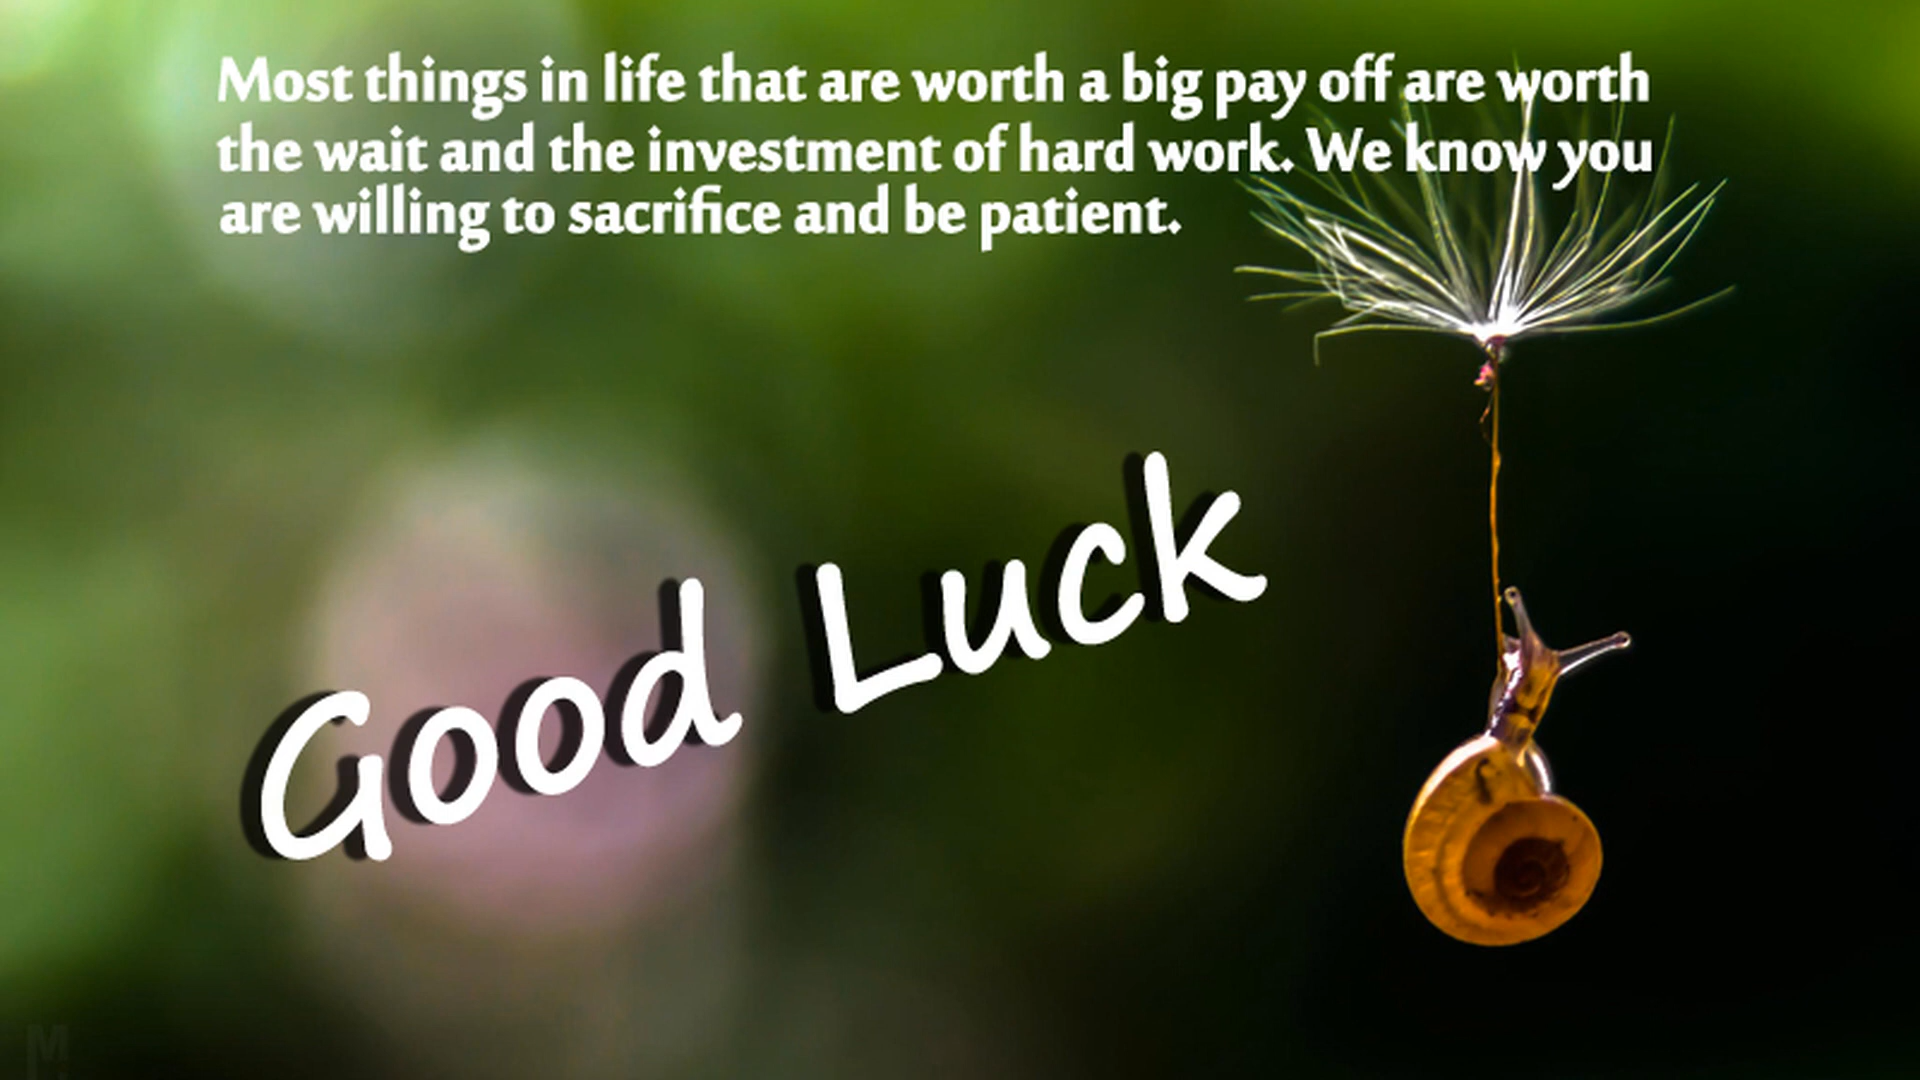 Most things in life that are worth a big pay off are worth
the wait and the investment of hard work. We know you
are willing to sacrifice and be patient.
Good Luck
M